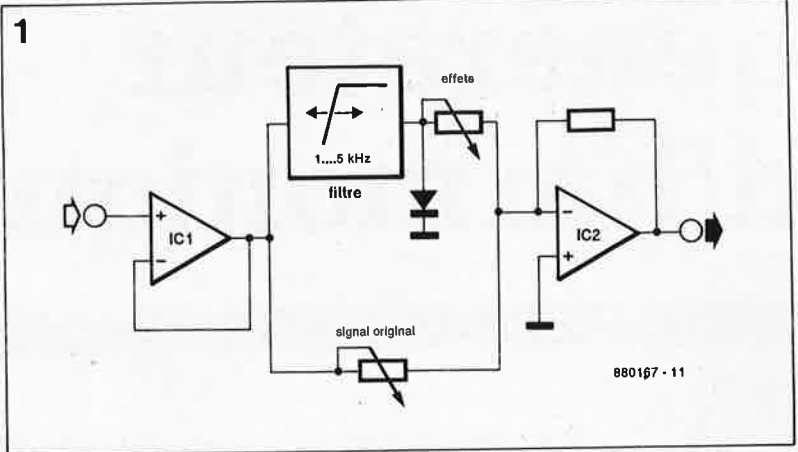 1
effets
1....5 kHz
filtre
+
IC1
−
−
IC2
+
signal original
880167 - 11